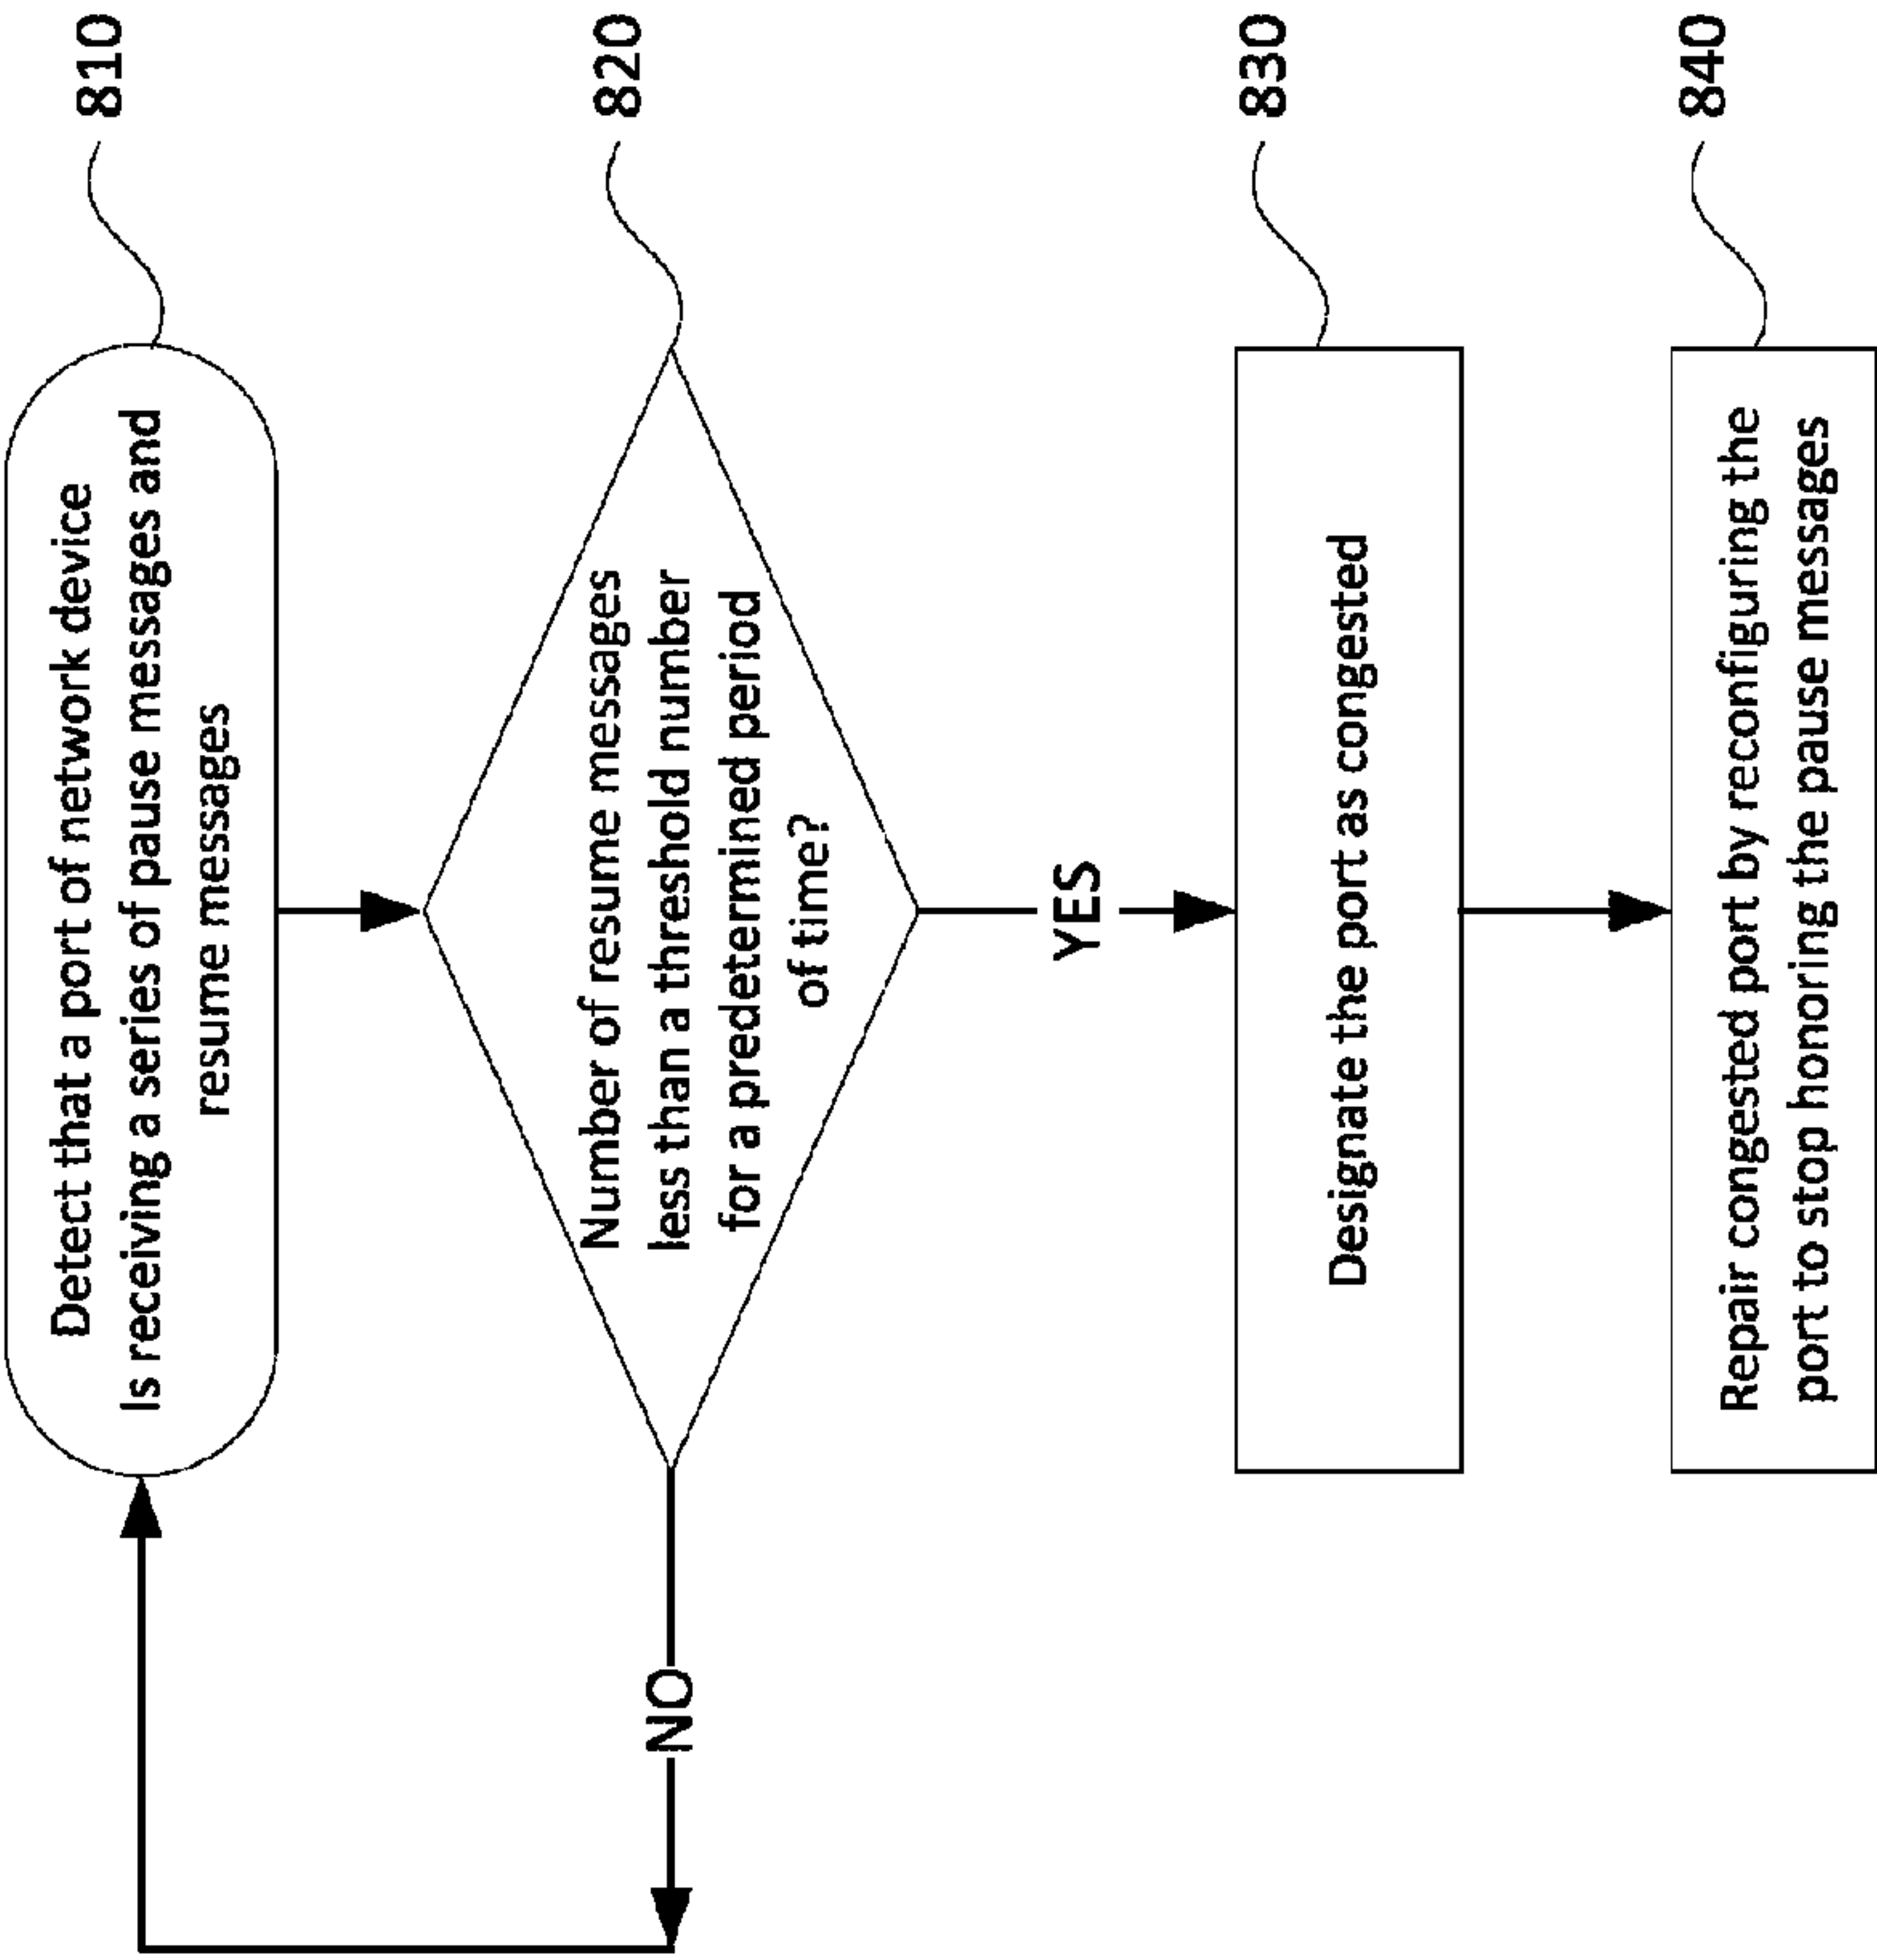 Detect that a port of network device
Is receiving a series of pause messages and
resume messages
810
Number of resume messages
less than a threshold number
for a predetermined period
of time?
820
NO
YES
Designate the port as congested
830
Repair congested port by reconfiguring the
port to stop honoring the pause messages
840